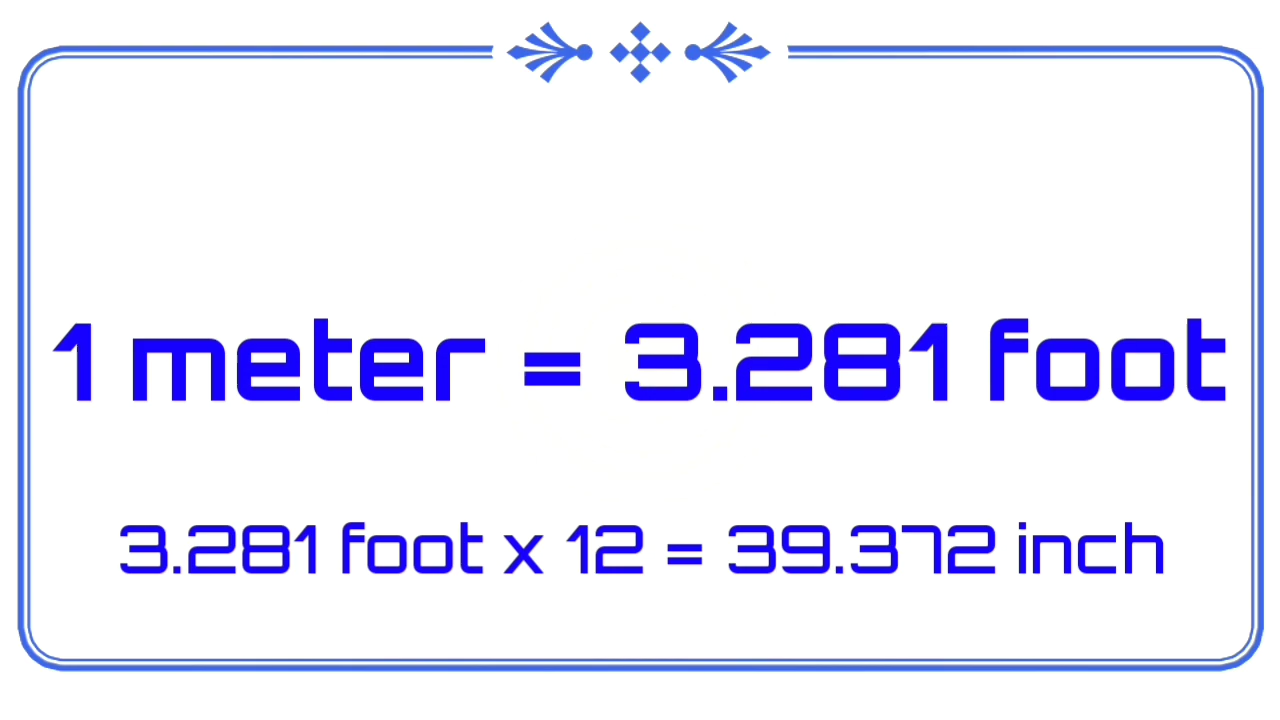 1 meter = 3.281 foot
3.281 foot x 12 = 39.372 inch